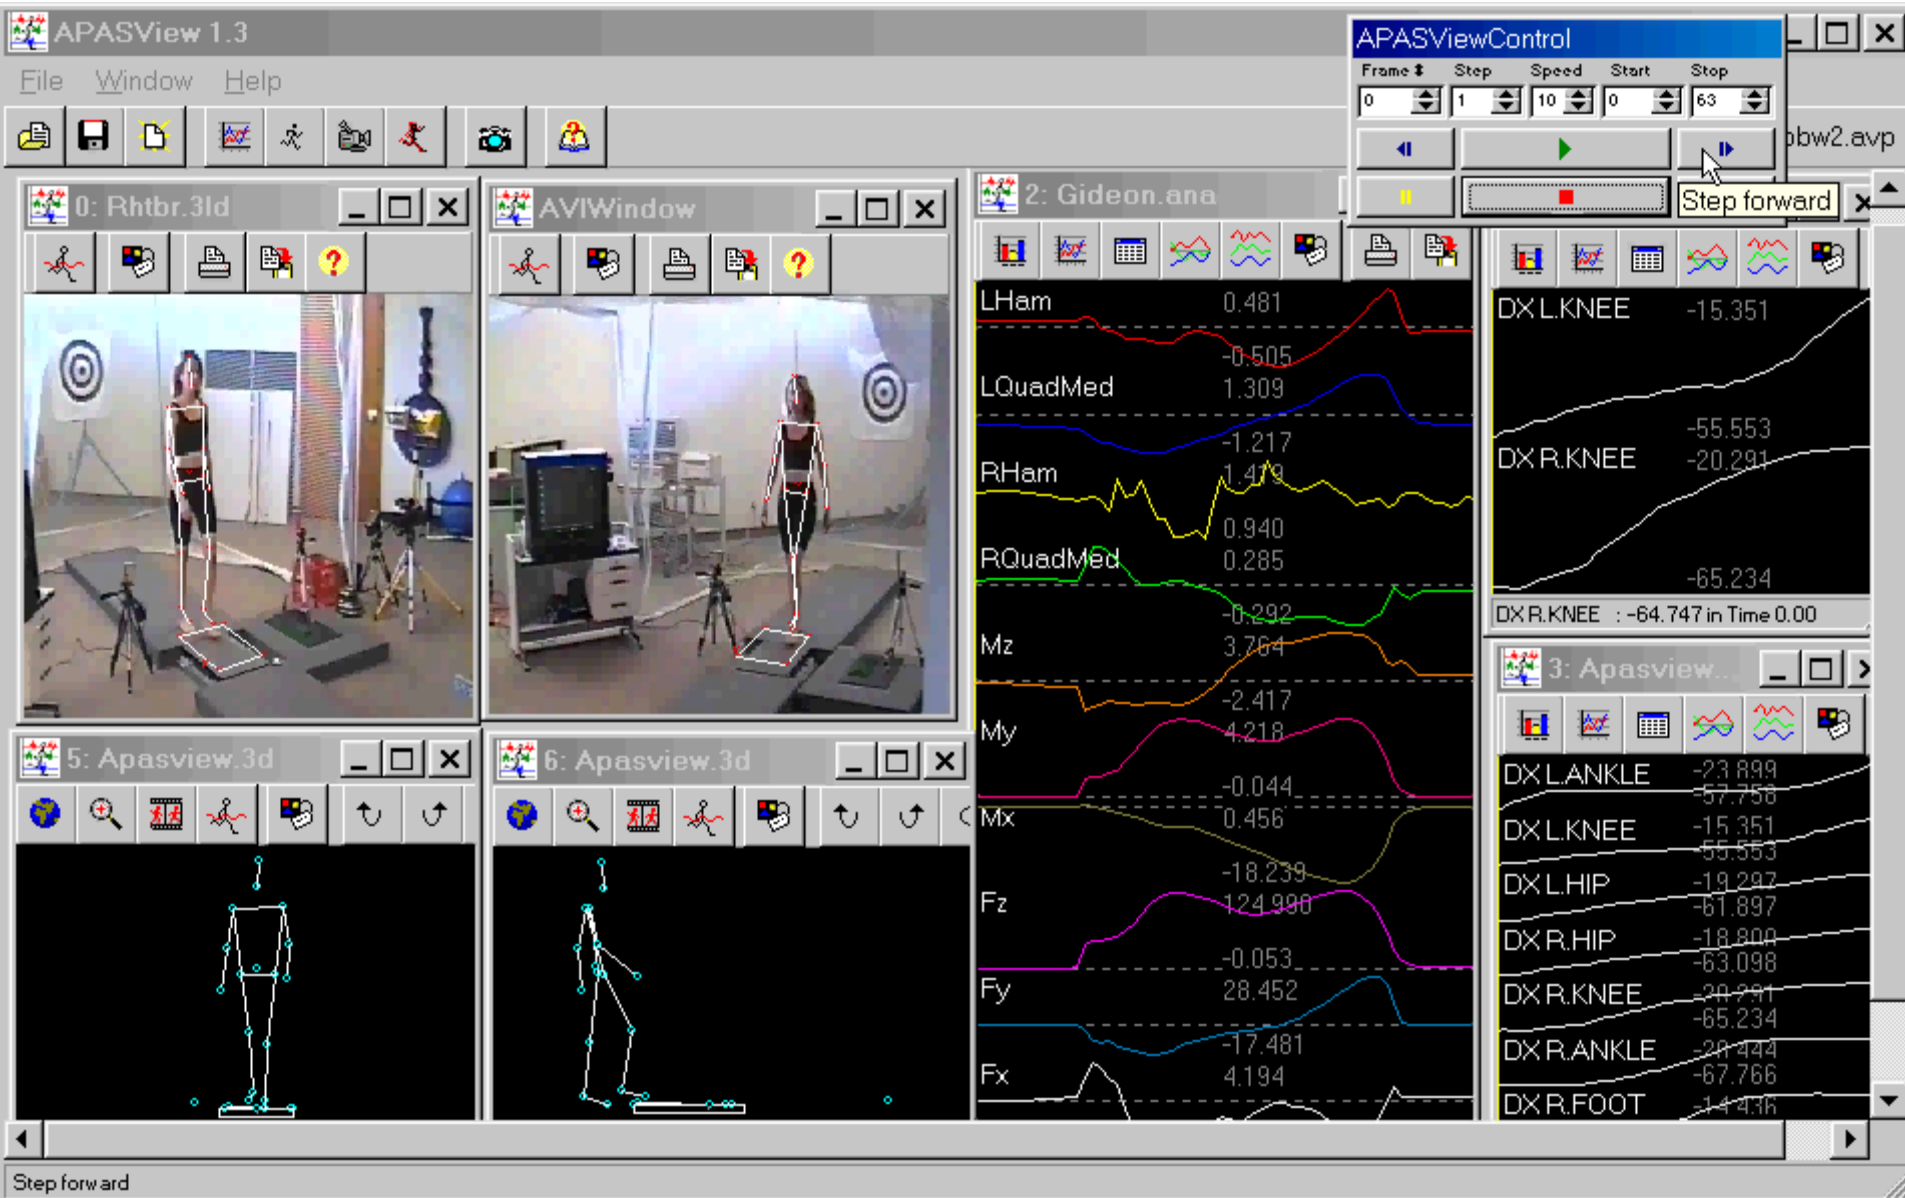 APASView 1.3
File Window Help
APASViewControl
Frame # Step Speed Start Stop
0 1 10 0 63
Step forward
bw2.avp
0: Rhtbr.3ld
AVIWindow
2: Gideon.ana
LHam 0.481
-0.505
LQuadMed 1.309
-1.217
RHam 1.419
0.940
RQuadMed 0.285
-0.292
Mz 3.764
-2.417
My 4.218
-0.044
Mx 0.456
-18.239
Fz 124.990
-0.053
Fy 28.452
-17.481
Fx 4.194
DX L.KNEE -15.351
-55.553
DX R.KNEE -20.291
-65.234
DX R.KNEE : -64.747 in Time 0.00
3: Apasview...
DX L.ANKLE -23.899
-57.758
DX L.KNEE -15.351
-55.553
DX L.HIP -19.297
-61.897
DX R.HIP -18.800
-63.098
DX R.KNEE -20.291
-65.234
DX R.ANKLE -20.444
-67.766
DX R.FOOT -14.436
5: Apasview.3d
6: Apasview.3d
Step forward